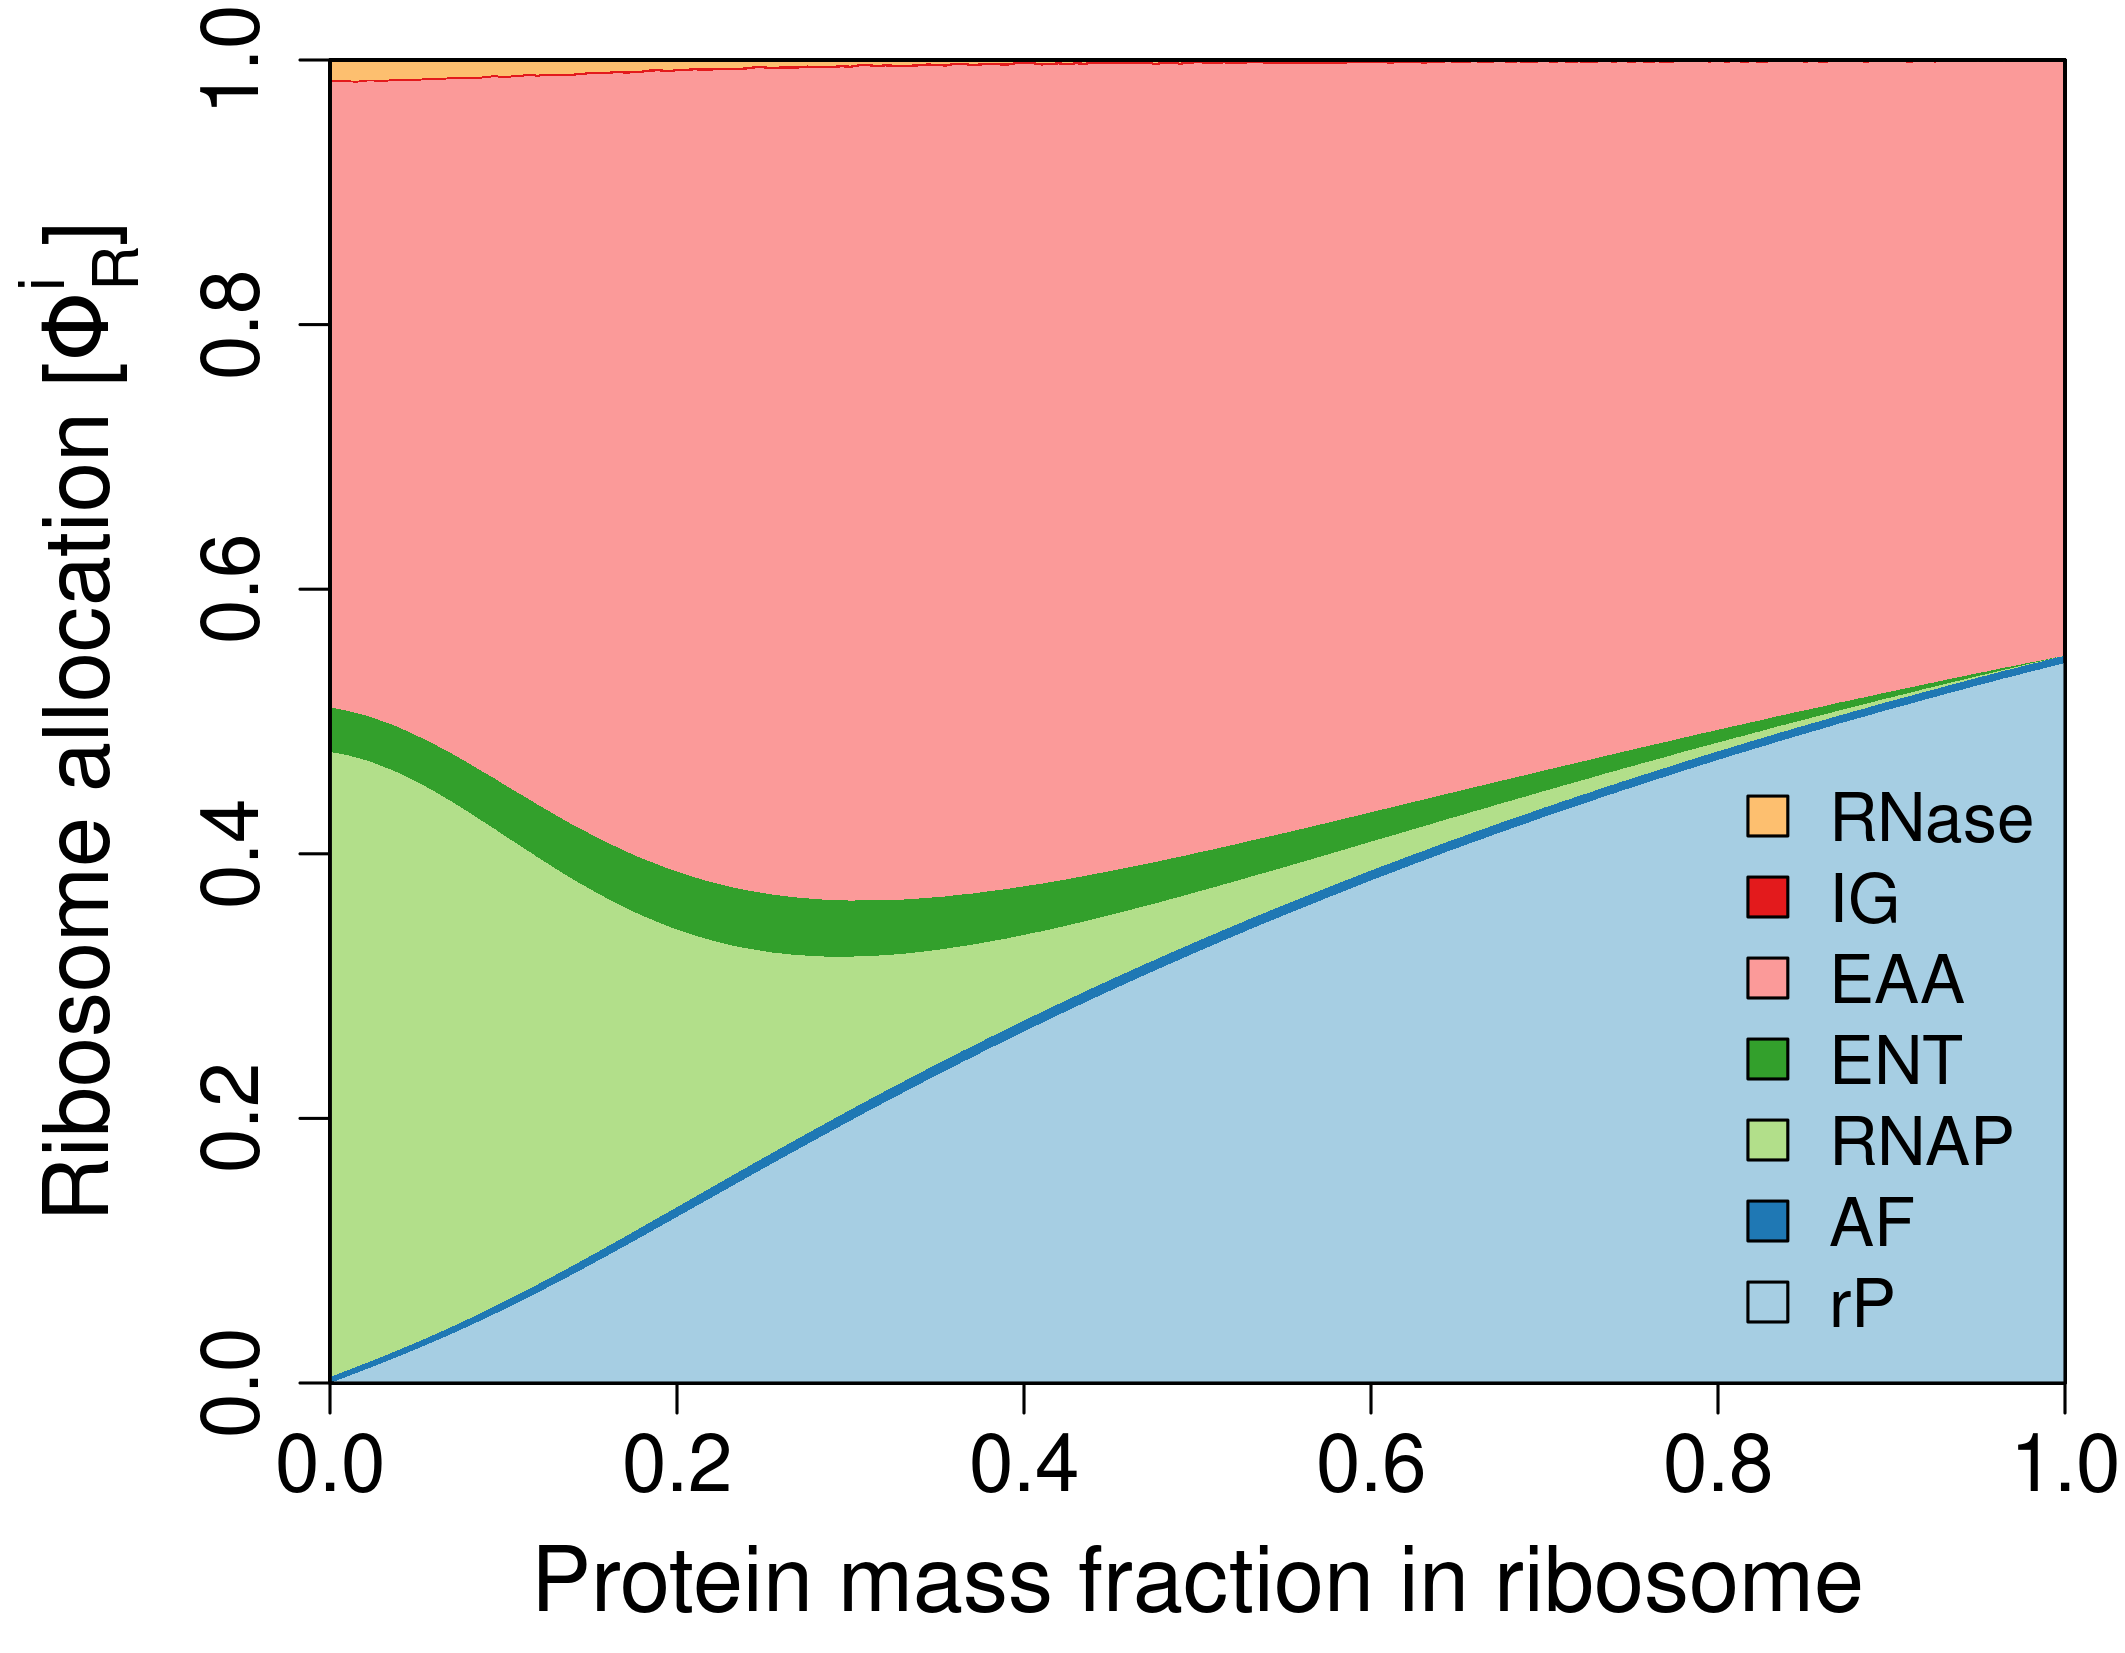 Ribosome allocation [Φ^i_R]
1.0
0.8
0.6
0.4
0.2
0.0
RNase
IG
EAA
ENT
RNAP
AF
rP
0.0 0.2 0.4 0.6 0.8 1.0
Protein mass fraction in ribosome